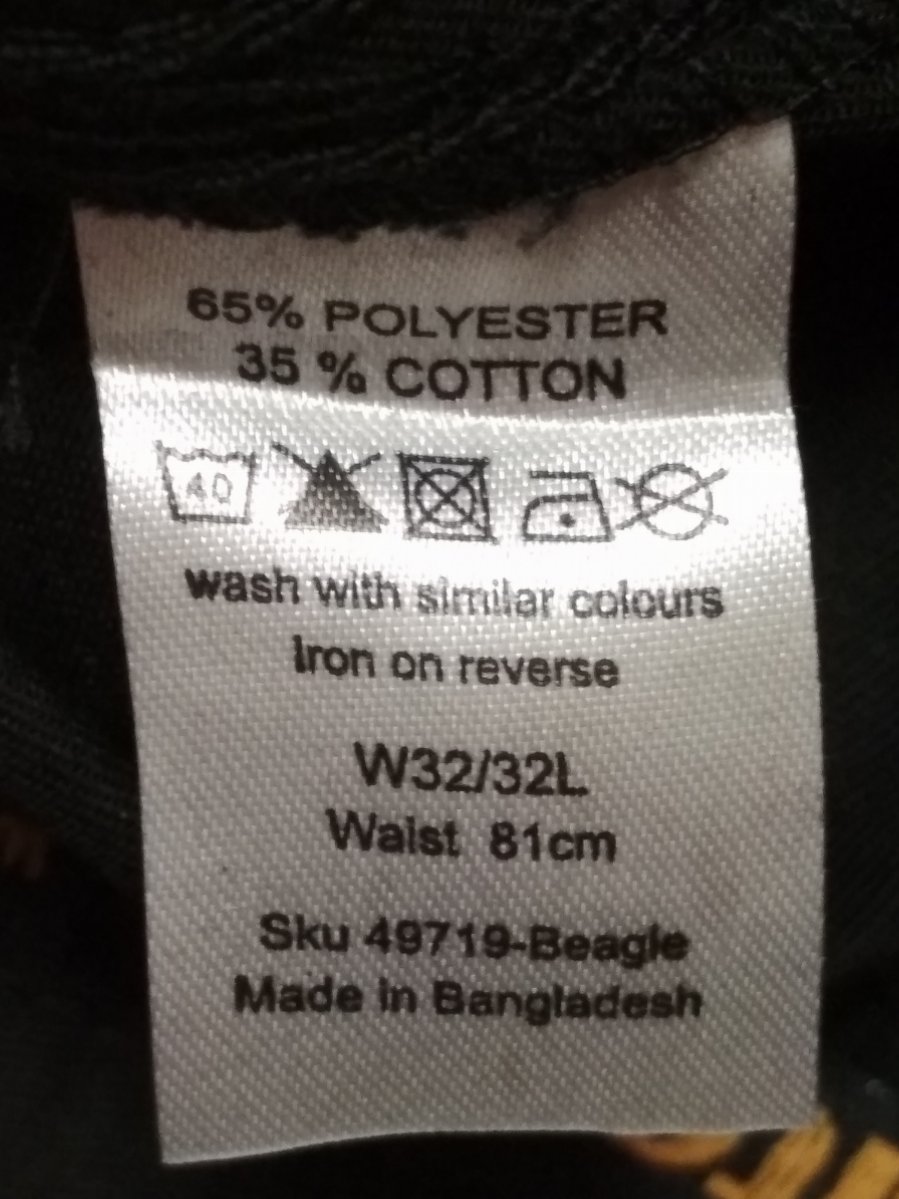 65% POLYESTER
35 % COTTON
40
wash with similar colours
Iron on reverse
W32/32L
Waist 81cm
Sku 49719-Beagle
Made in Bangladesh